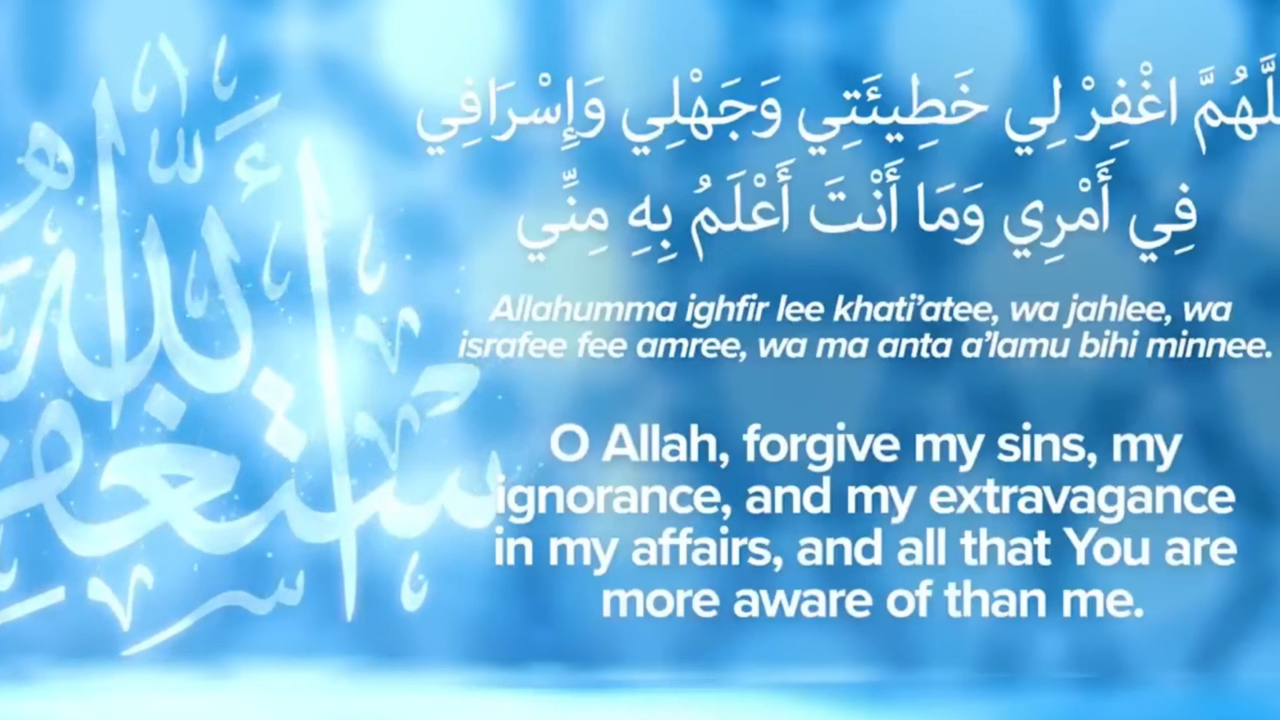 لَّهُمَّ اغْفِرْ لِي خَطِيئَتِي وَجَهْلِي وَإِسْرَافِي
فِي أَمْرِي وَمَا أَنْتَ أَعْلَمُ بِهِ مِنِّي
Allahumma ighfir lee khati’atee, wa jahlee, wa
israfee fee amree, wa ma anta a’lamu bihi minnee.
O Allah, forgive my sins, my
ignorance, and my extravagance
in my affairs, and all that You are
more aware of than me.